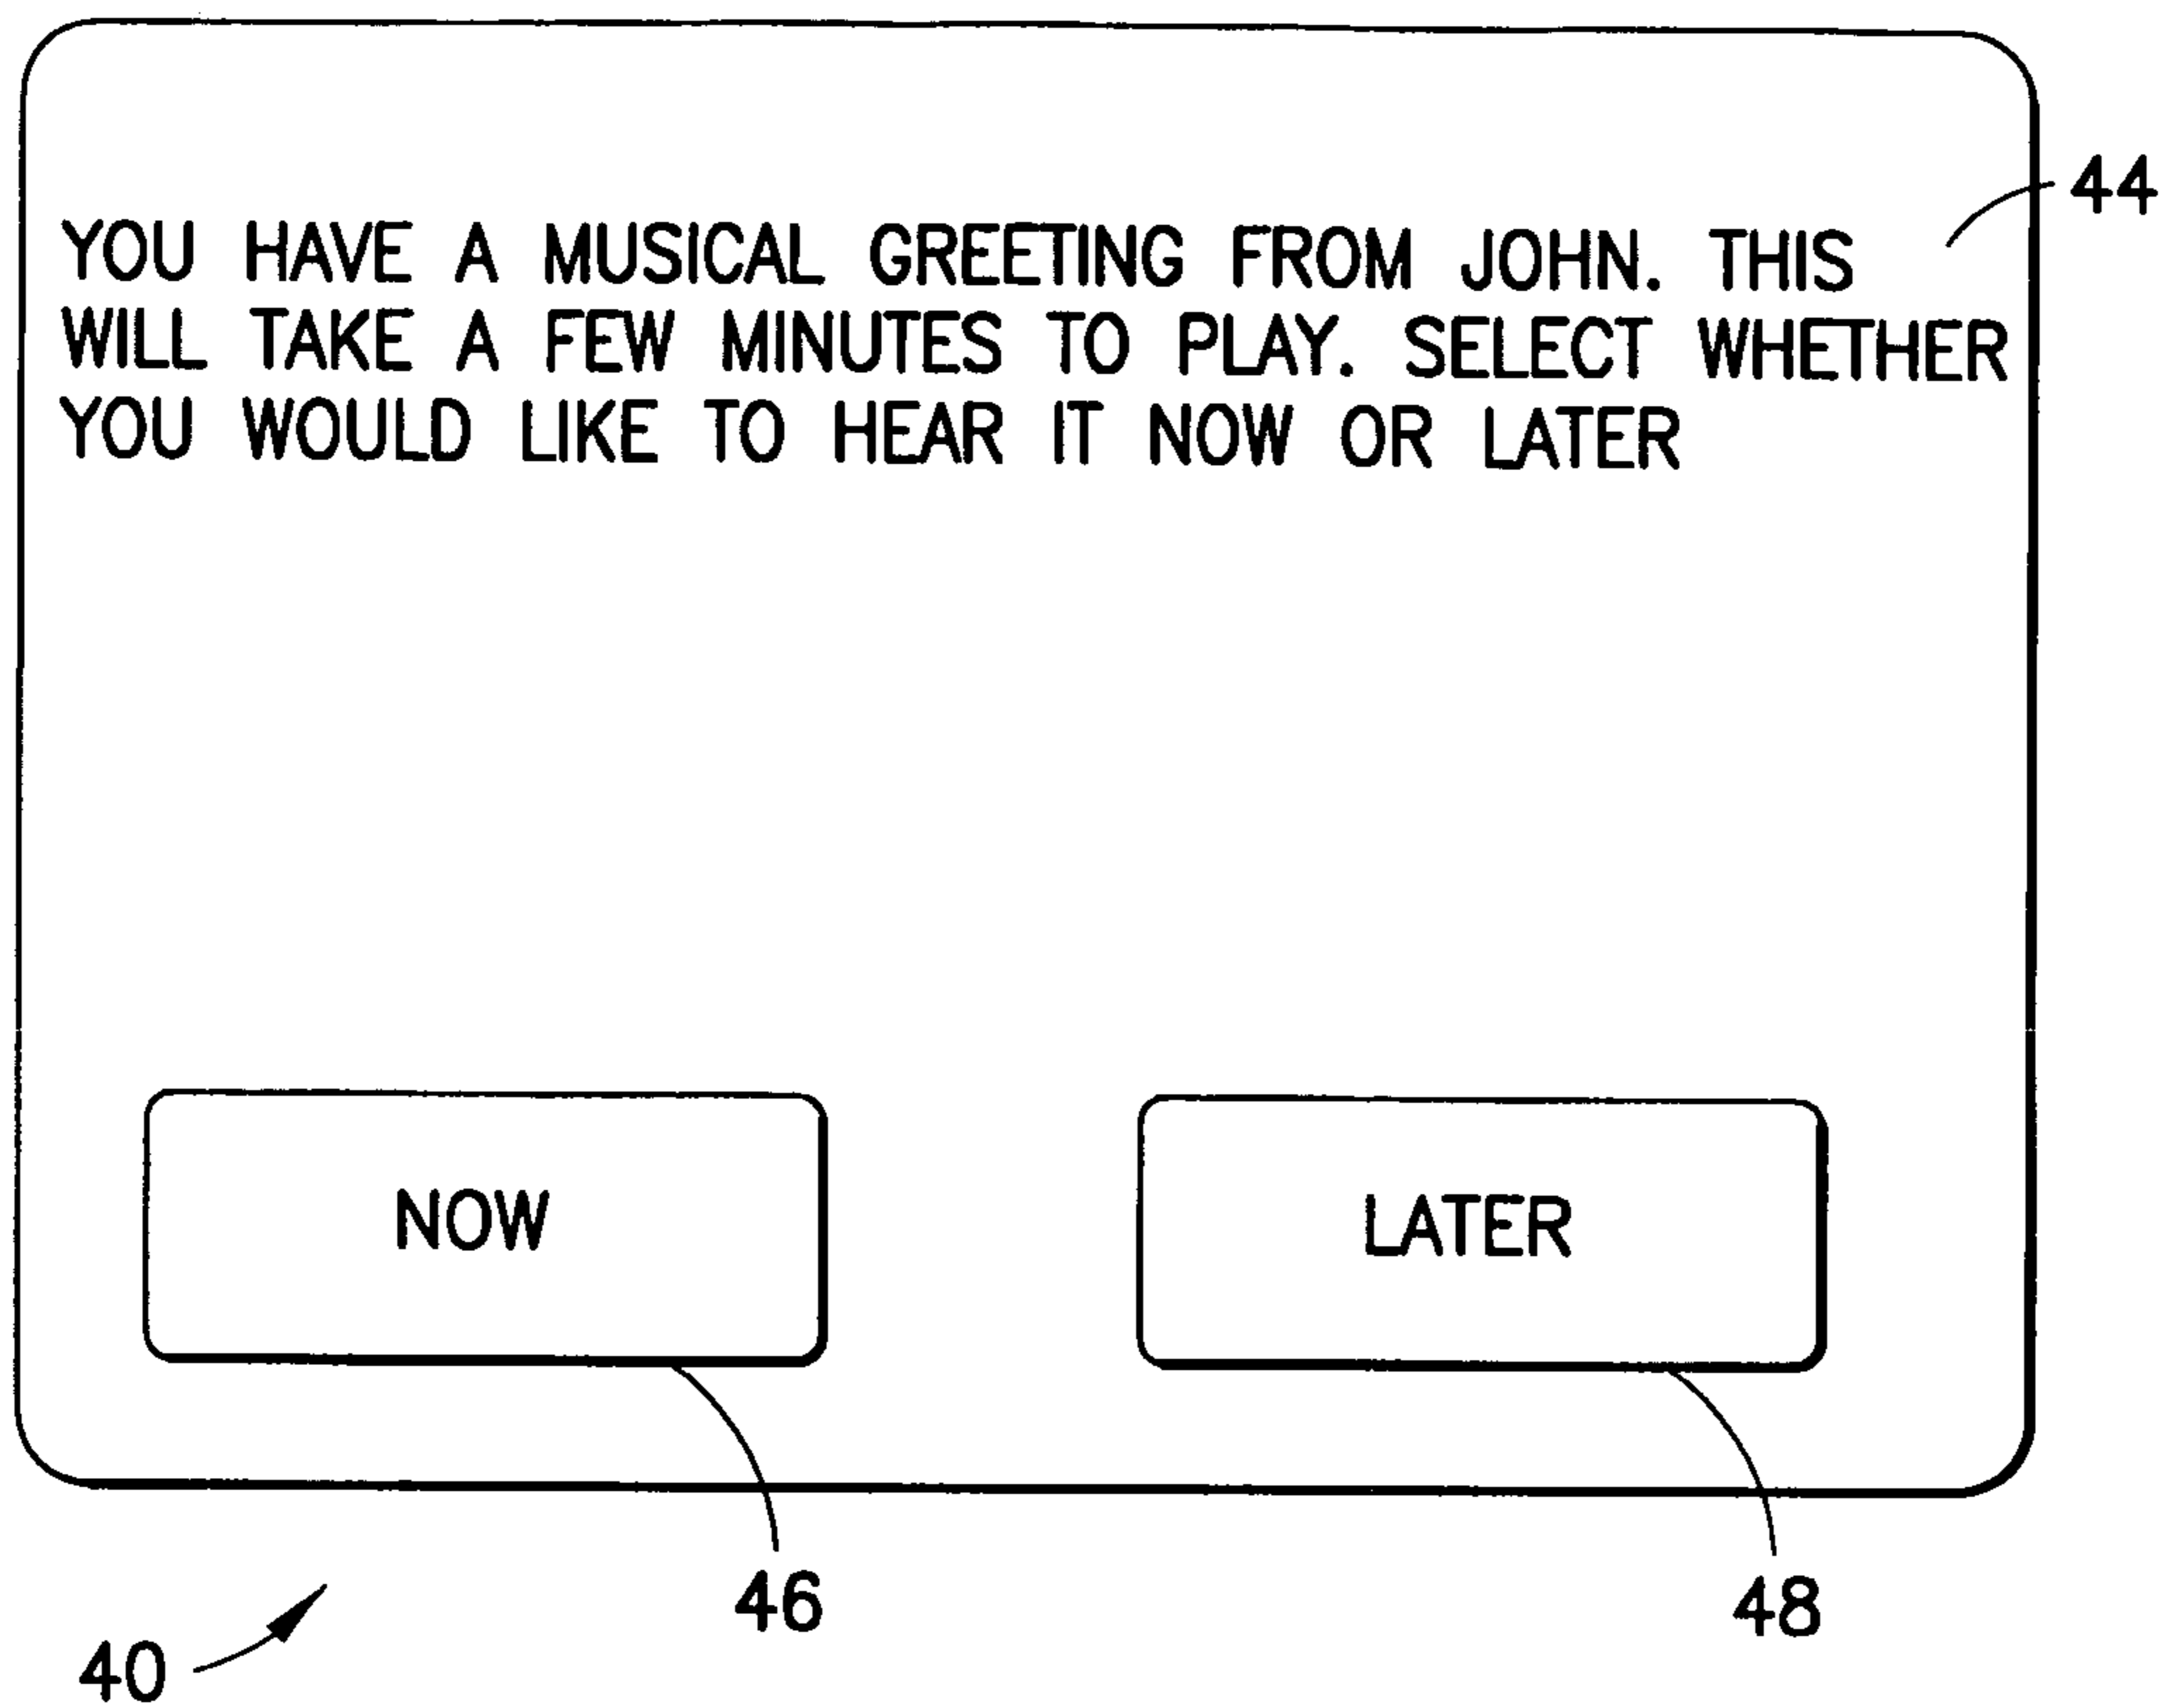 44
YOU HAVE A MUSICAL GREETING FROM JOHN. THIS
WILL TAKE A FEW MINUTES TO PLAY. SELECT WHETHER
YOU WOULD LIKE TO HEAR IT NOW OR LATER
NOW
LATER
46
48
40